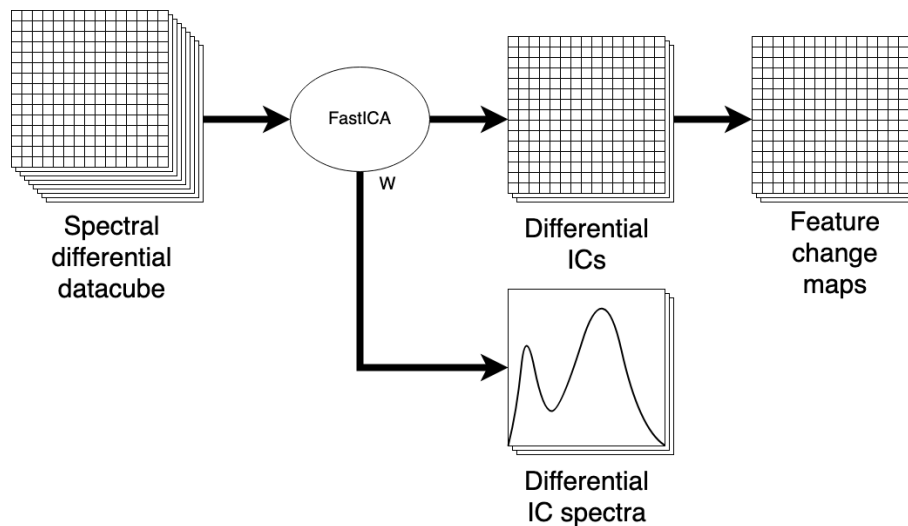 Spectral
differential
datacube
FastICA
W
Differential
ICs
Feature
change
maps
Differential
IC spectra